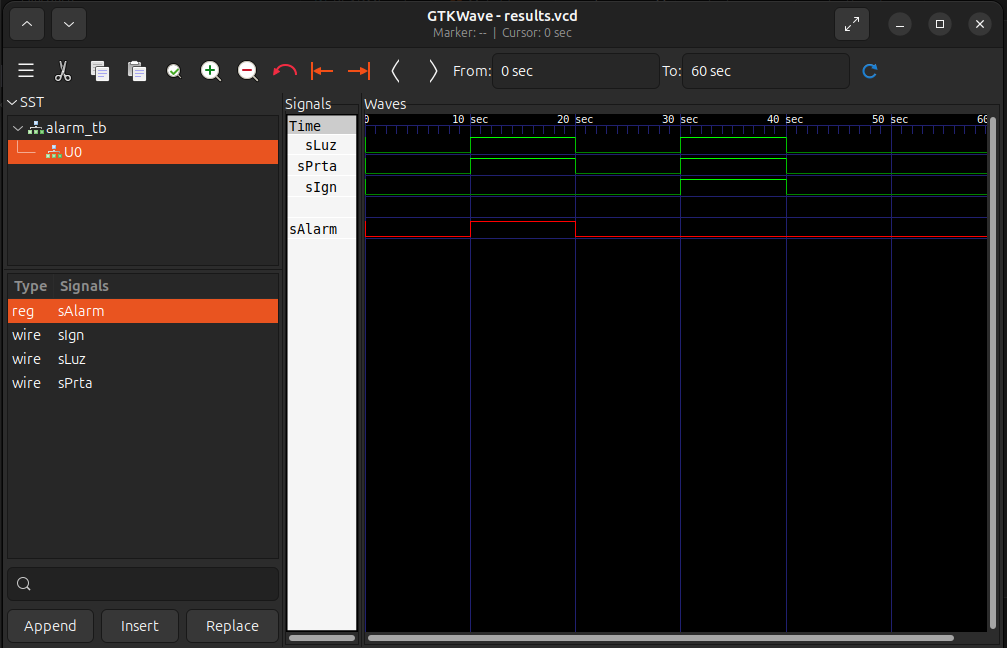 GTKWave - results.vcd
Marker: -- | Cursor: 0 sec
From: 0 sec To: 60 sec
SST
alarm_tb
U0
Type Signals
reg sAlarm
wire sIgn
wire sLuz
wire sPrta
Append Insert Replace
Signals
Time
sLuz
sPrta
sIgn
sAlarm
Waves
0 10 sec 20 sec 30 sec 40 sec 50 sec 60